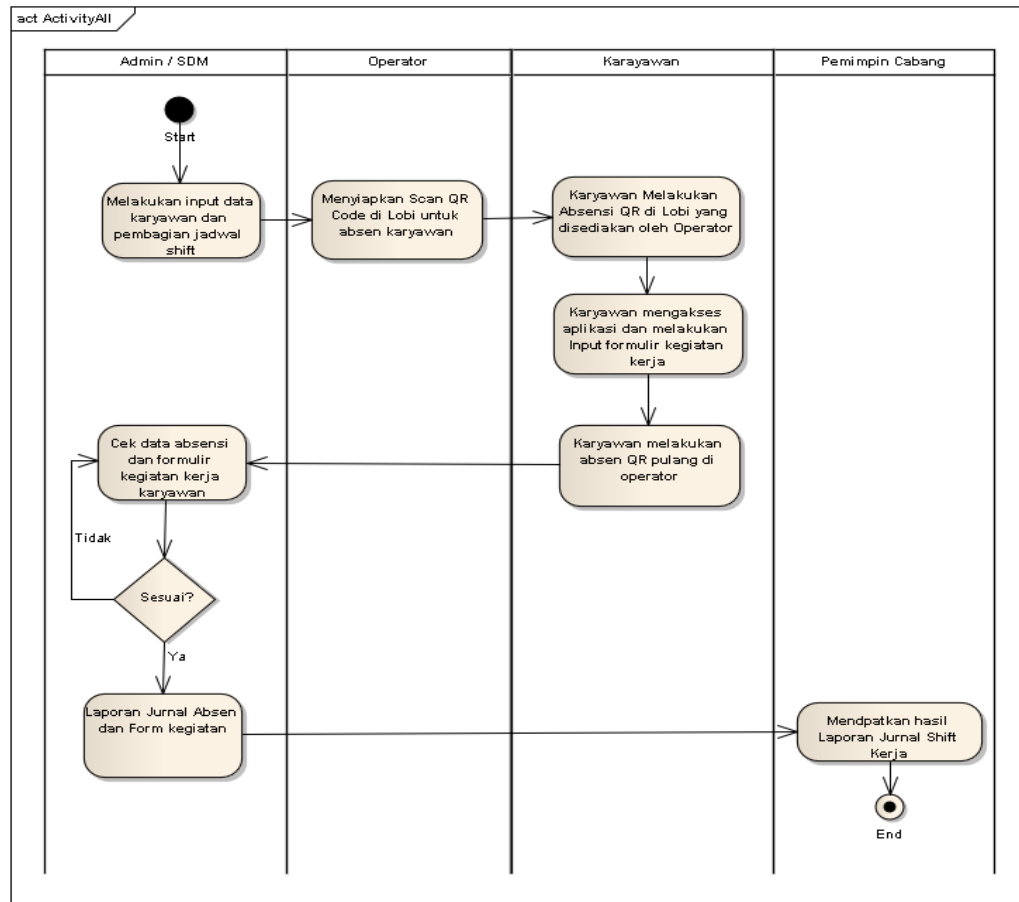 act ActivityAll
Admin / SDM
Operator
Karayawan
Pemimpin Cabang
Start
Melakukan input data
karyawan dan
pembagian jadwal
shift
Menyiapkan Scan QR
Code di Lobi untuk
absen karyawan
Karyawan Melakukan
Absensi QR di Lobi yang
disediakan oleh Operator
Karyawan mengakses
aplikasi dan melakukan
Input formulir kegiatan
kerja
Cek data absensi
dan formulir
kegiatan kerja
karyawan
Karyawan melakukan
absen QR pulang di
operator
Tidak
Sesuai?
Ya
Laporan Jurnal Absen
dan Form kegiatan
Mendpatkan hasil
Laporan Jurnal Shift
Kerja
End